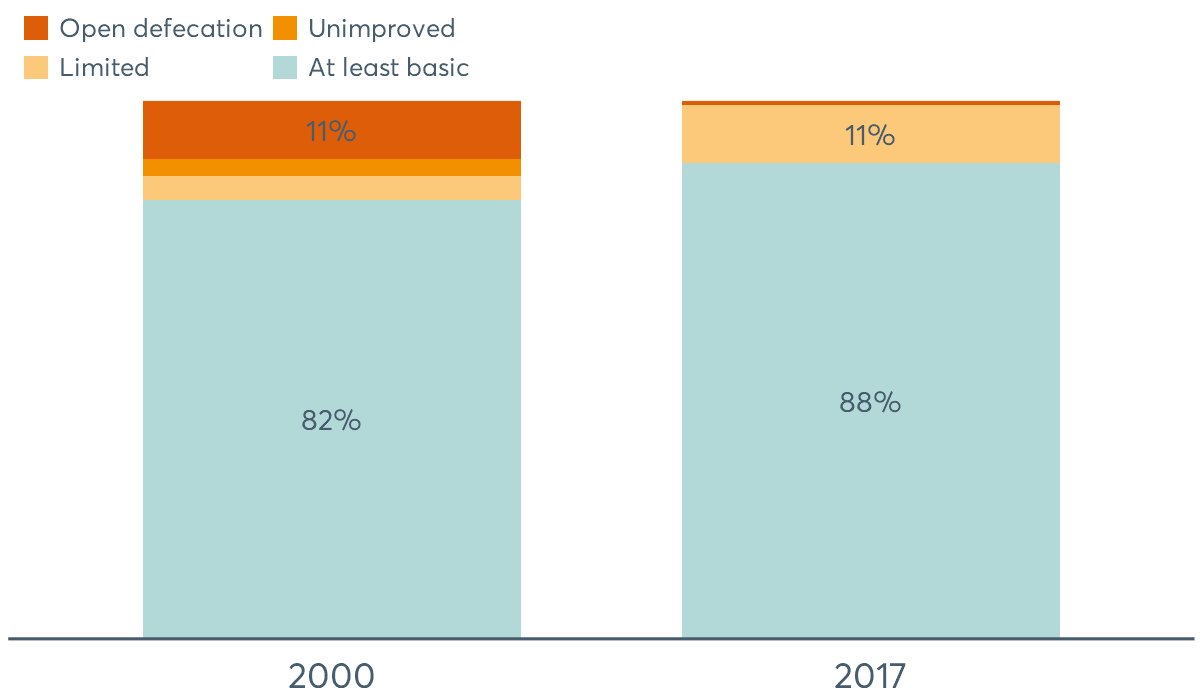 Open defecation Unimproved
Limited At least basic
11% 11%
82% 88%
2000 2017